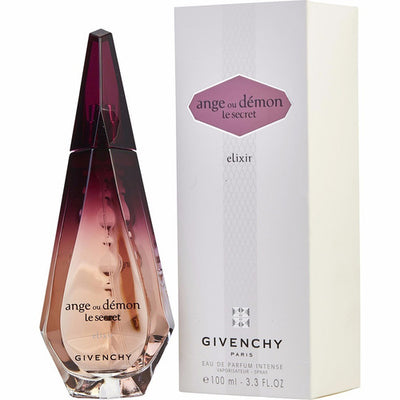 ange ou démon
le secret
elixir
GIVENCHY
PARIS
EAU DE PARFUM INTENSE
VAPORISATEUR - SPRAY
℮ 100 ml - 3.3 FL.OZ
ange ou démon
le secret
ELIXIR
GIVENCHY